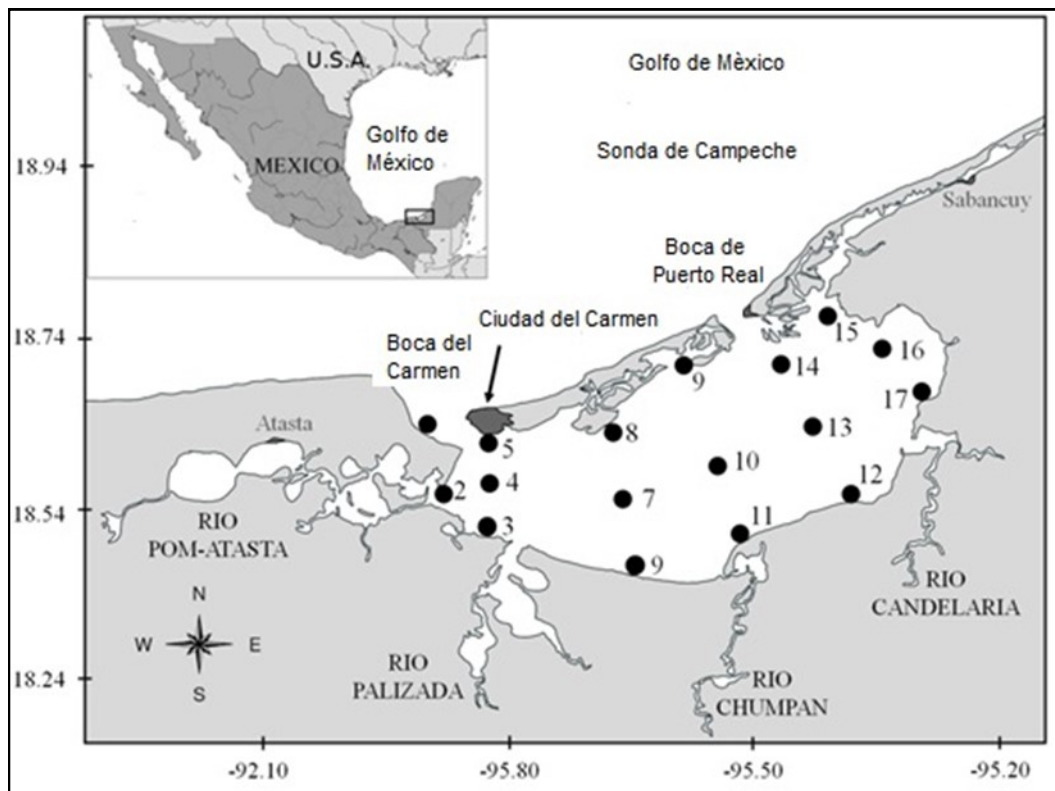 U.S.A.
Golfo de
México
MEXICO
Golfo de Mèxico
Sonda de Campeche
Sabancuy
Boca de
Puerto Real
Ciudad del Carmen
Boca del
Carmen
Atasta
18.94
18.74
18.54
18.24
15
16
9
14
17
8
13
5
10
4
2
7
12
3
11
9
RIO
POM-ATASTA
RIO
CANDELARIA
N
W E
S
RIO
PALIZADA
RIO
CHUMPAN
-92.10
-95.80
-95.50
-95.20